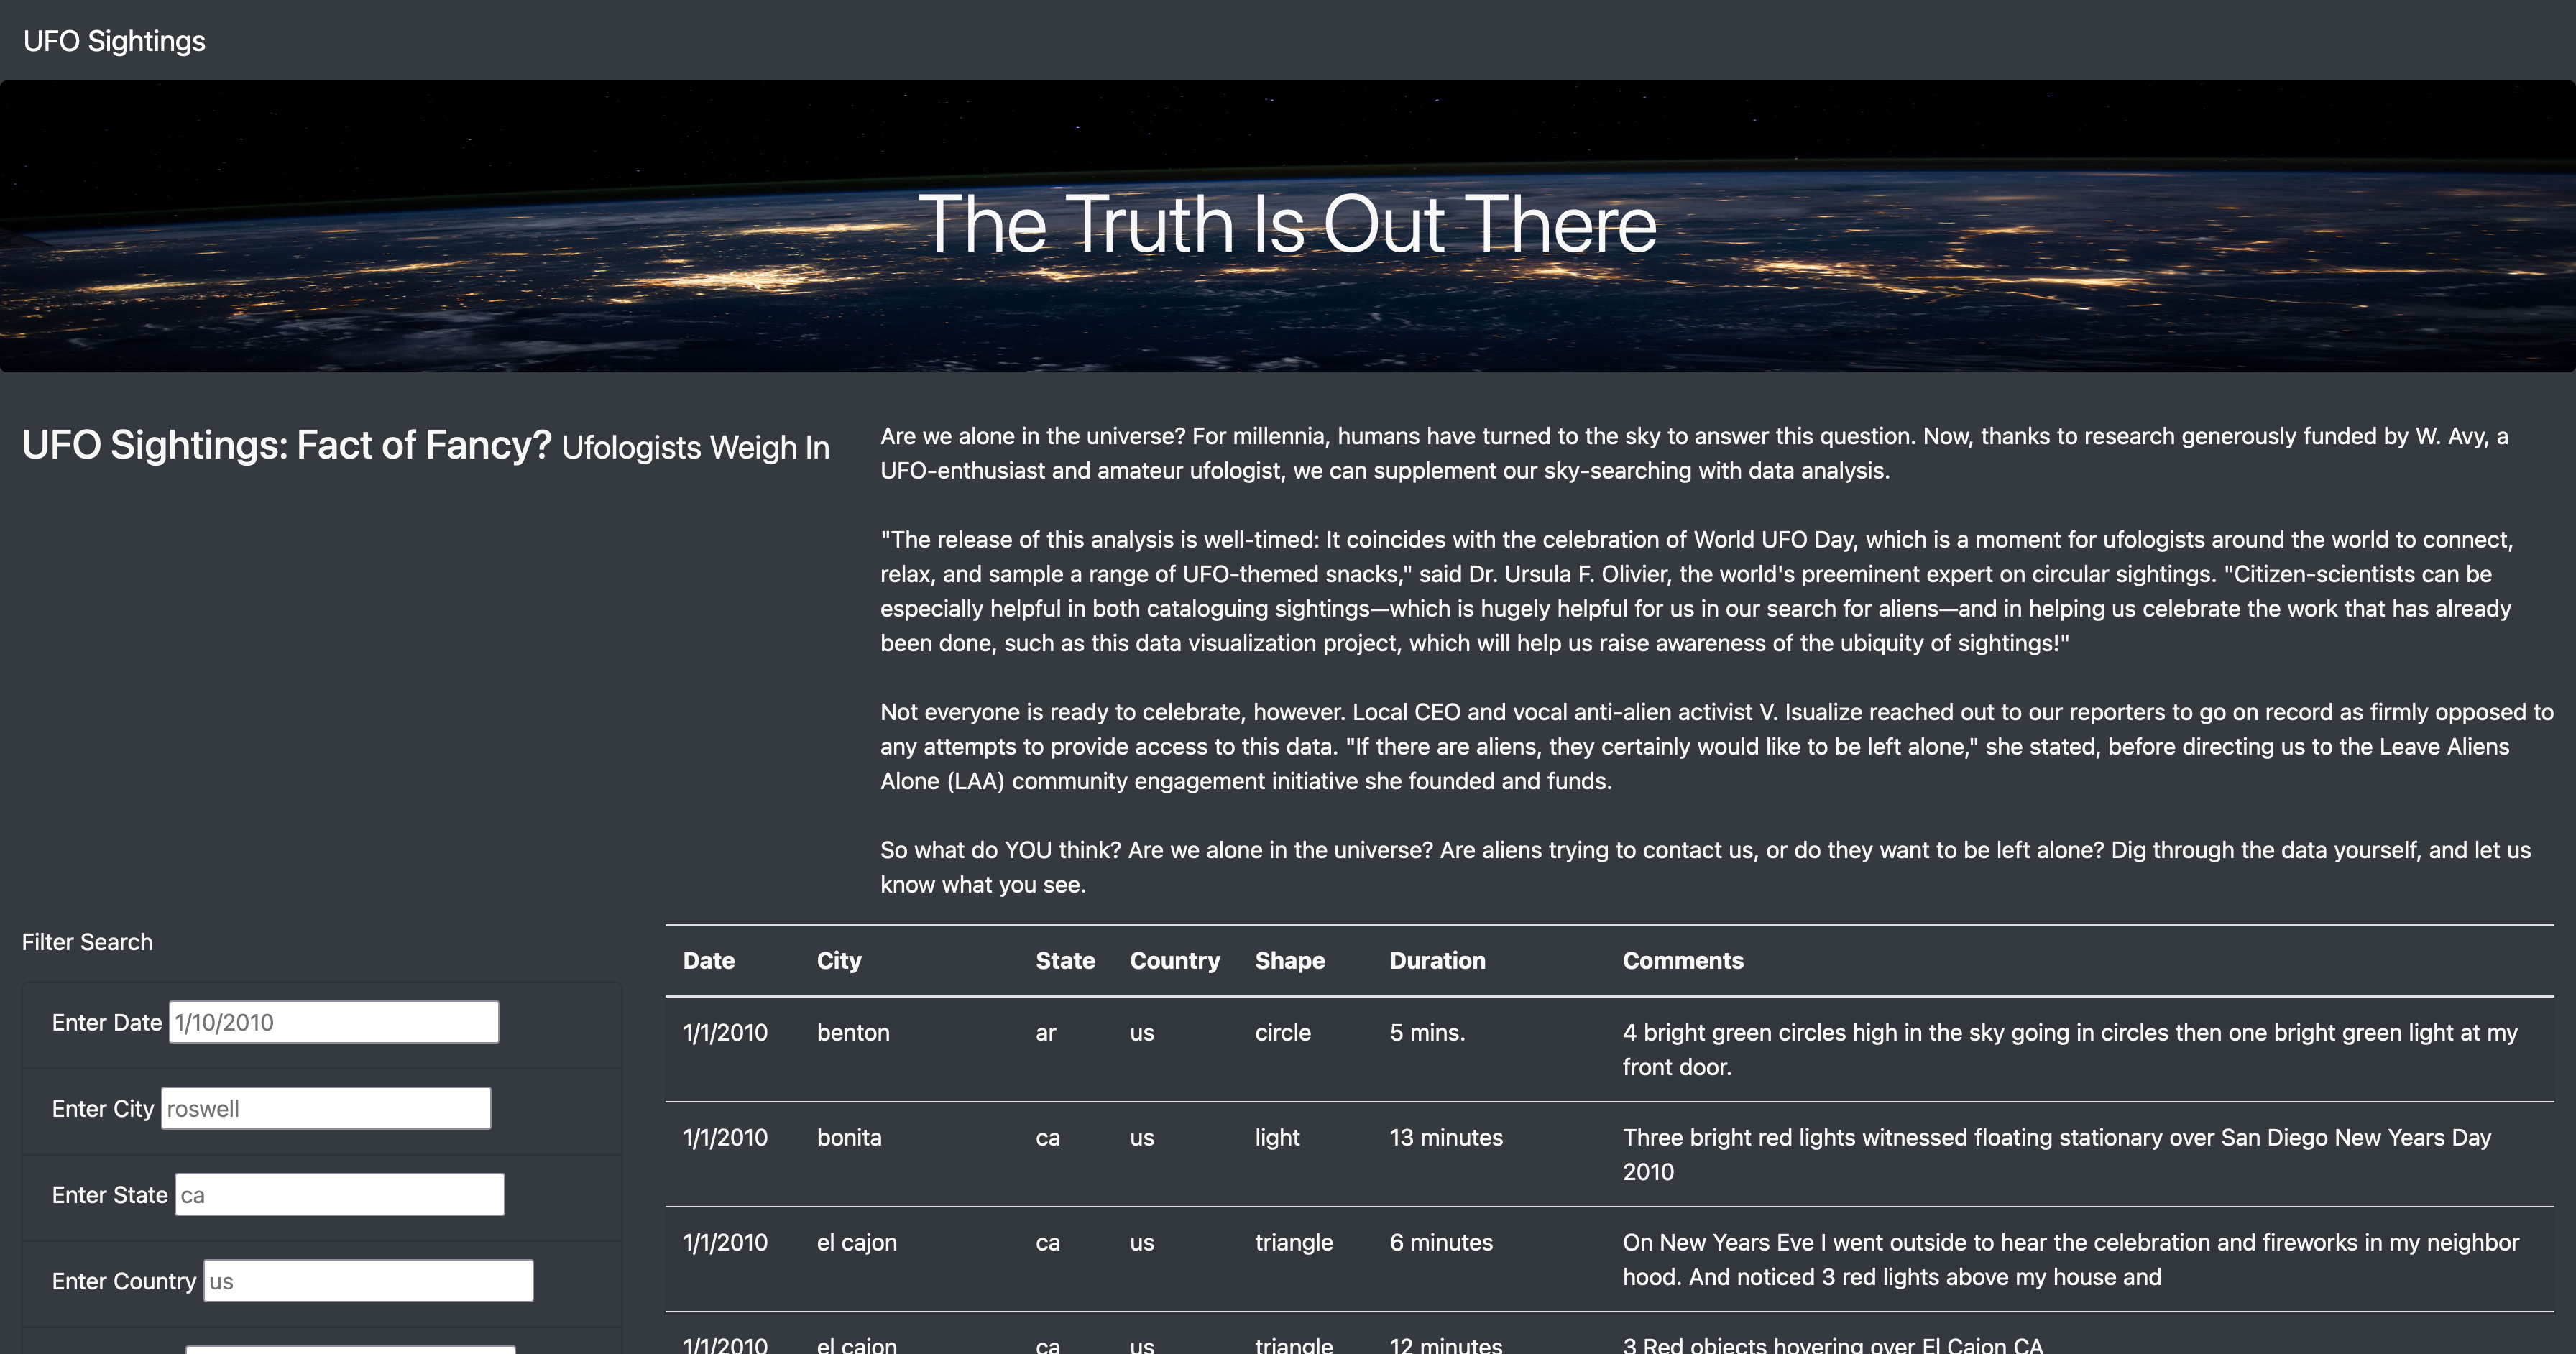 UFO Sightings
The Truth Is Out There
UFO Sightings: Fact of Fancy? Ufologists Weigh In
Are we alone in the universe? For millennia, humans have turned to the sky to answer this question. Now, thanks to research generously funded by W. Avy, a
UFO-enthusiast and amateur ufologist, we can supplement our sky-searching with data analysis.
"The release of this analysis is well-timed: It coincides with the celebration of World UFO Day, which is a moment for ufologists around the world to connect,
relax, and sample a range of UFO-themed snacks," said Dr. Ursula F. Olivier, the world's preeminent expert on circular sightings. "Citizen-scientists can be
especially helpful in both cataloguing sightings—which is hugely helpful for us in our search for aliens—and in helping us celebrate the work that has already
been done, such as this data visualization project, which will help us raise awareness of the ubiquity of sightings!"
Not everyone is ready to celebrate, however. Local CEO and vocal anti-alien activist V. Isualize reached out to our reporters to go on record as firmly opposed to
any attempts to provide access to this data. "If there are aliens, they certainly would like to be left alone," she stated, before directing us to the Leave Aliens
Alone (LAA) community engagement initiative she founded and funds.
So what do YOU think? Are we alone in the universe? Are aliens trying to contact us, or do they want to be left alone? Dig through the data yourself, and let us
know what you see.
Filter Search
Enter Date 1/10/2010
Enter City roswell
Enter State ca
Enter Country us
Date City State Country Shape Duration Comments
1/1/2010 benton ar us circle 5 mins. 4 bright green circles high in the sky going in circles then one bright green light at my
front door.
1/1/2010 bonita ca us light 13 minutes Three bright red lights witnessed floating stationary over San Diego New Years Day
2010
1/1/2010 el cajon ca us triangle 6 minutes On New Years Eve I went outside to hear the celebration and fireworks in my neighbor
hood. And noticed 3 red lights above my house and
1/1/2010 el cajon ca us triangle 12 minutes 3 Red objects hovering over El Cajon CA